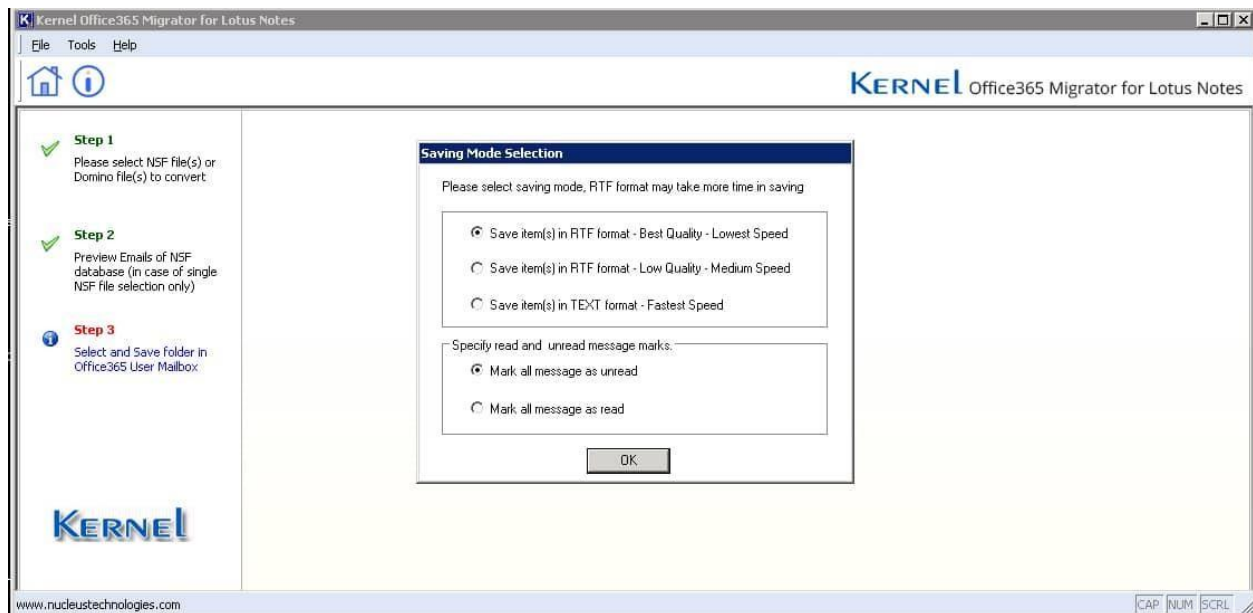 Kernel Office365 Migrator for Lotus Notes
File Tools Help
KERNEL Office365 Migrator for Lotus Notes
Step 1
Please select NSF file(s) or
Domino file(s) to convert
Step 2
Preview Emails of NSF
database (in case of single
NSF file selection only)
Step 3
Select and Save folder in
Office365 User Mailbox
KERNEL
Saving Mode Selection
Please select saving mode, RTF format may take more time in saving
Save item(s) in RTF format - Best Quality - Lowest Speed
Save item(s) in RTF format - Low Quality - Medium Speed
Save item(s) in TEXT format - Fastest Speed
Specify read and unread message marks.
Mark all message as unread
Mark all message as read
OK
www.nucleustechnologies.com
CAP NUM SCRL